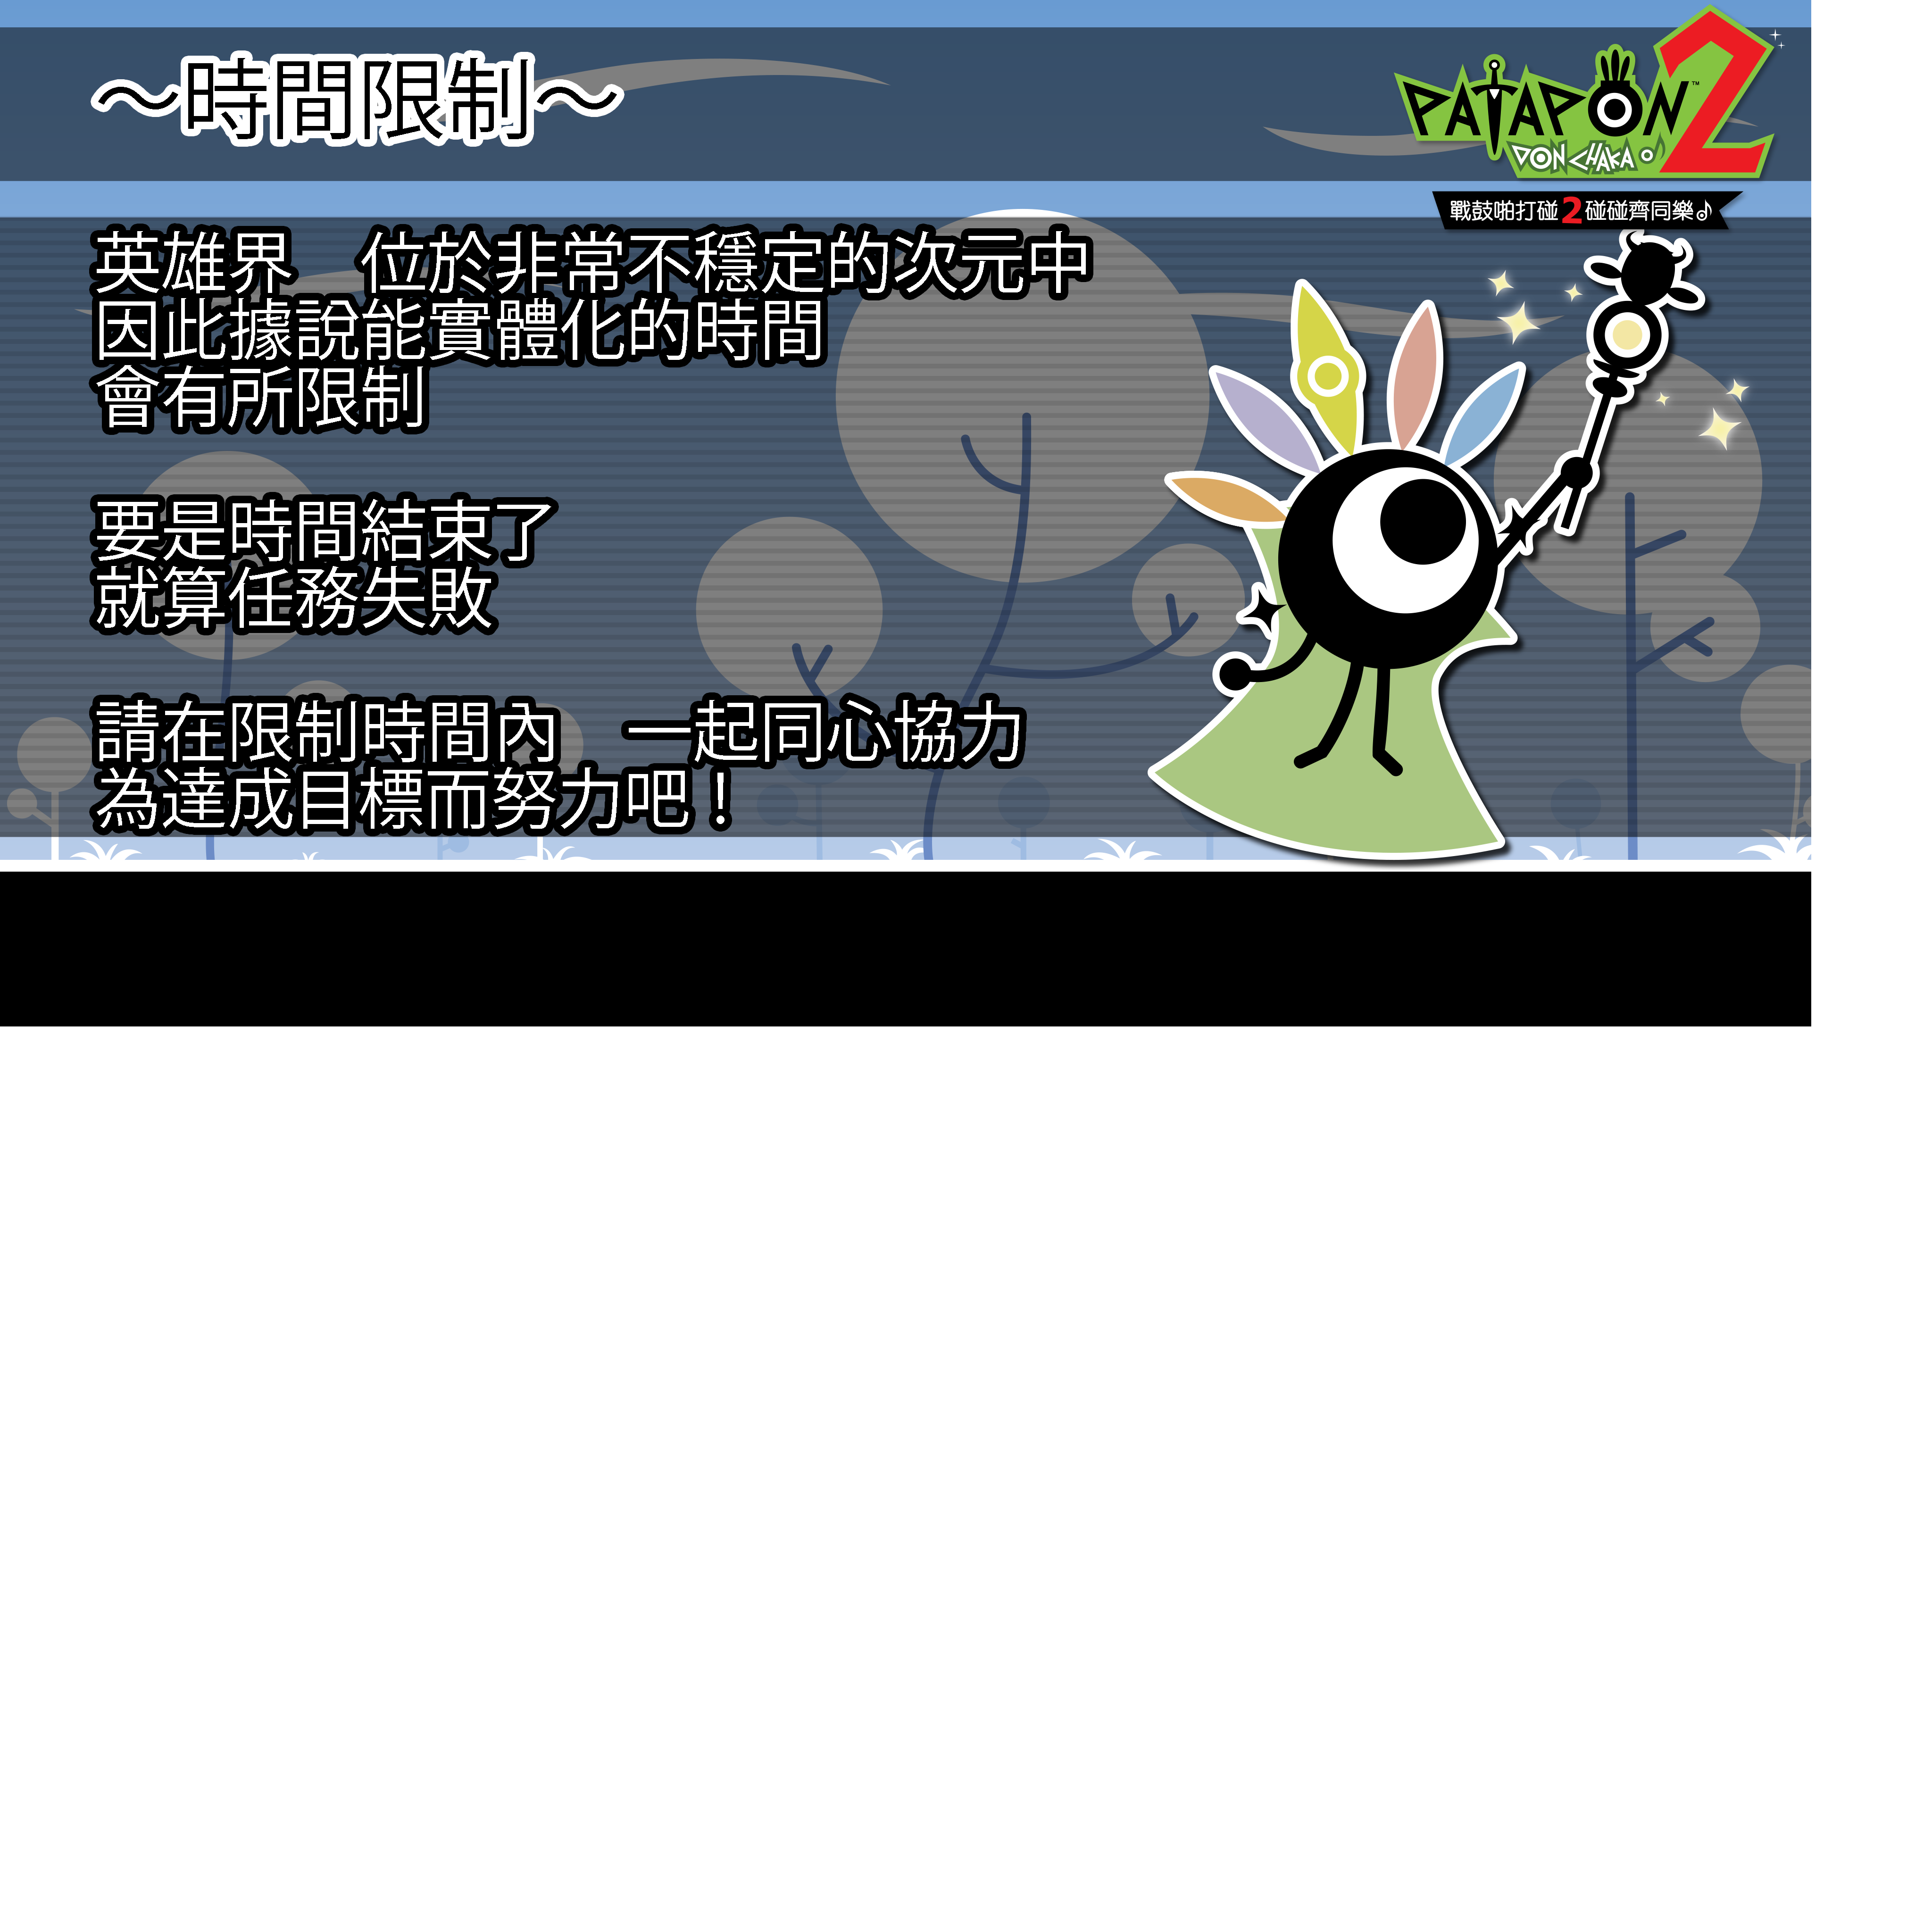 ～時間限制～
PATAPON 2™
DON CHAKA♪
戰鼓啪打碰2碰碰齊同樂♪
英雄界　位於非常不穩定的次元中
因此據說能實體化的時間
會有所限制
要是時間結束了
就算任務失敗
請在限制時間內　一起同心協力
為達成目標而努力吧！